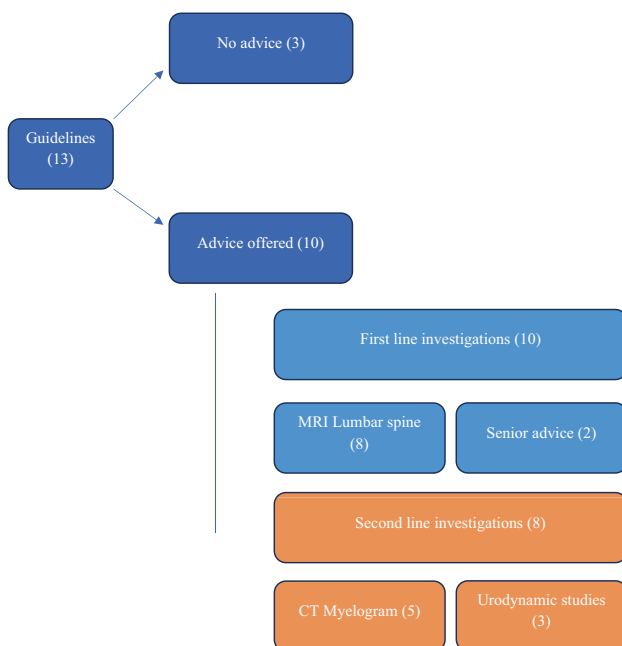 No advice (3)
Guidelines
(13)
Advice offered (10)
First line investigations (10)
MRI Lumbar spine
(8)
Senior advice (2)
Second line investigations (8)
CT Myelogram (5)
Urodynamic studies
(3)